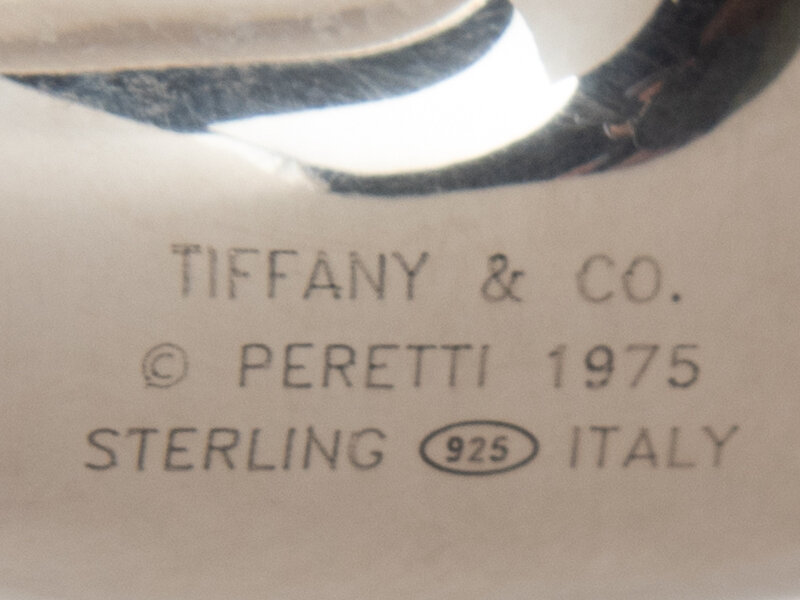 TIFFANY & CO.
© PERETTI 1975
STERLING 925 ITALY